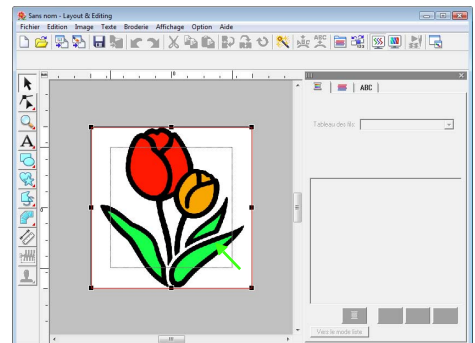 Sans nom - Layout & Editing
Fichier Edition Image Texte Broderie Affichage Option Aide
ABC
Tableau des fils
Vers le mode liste